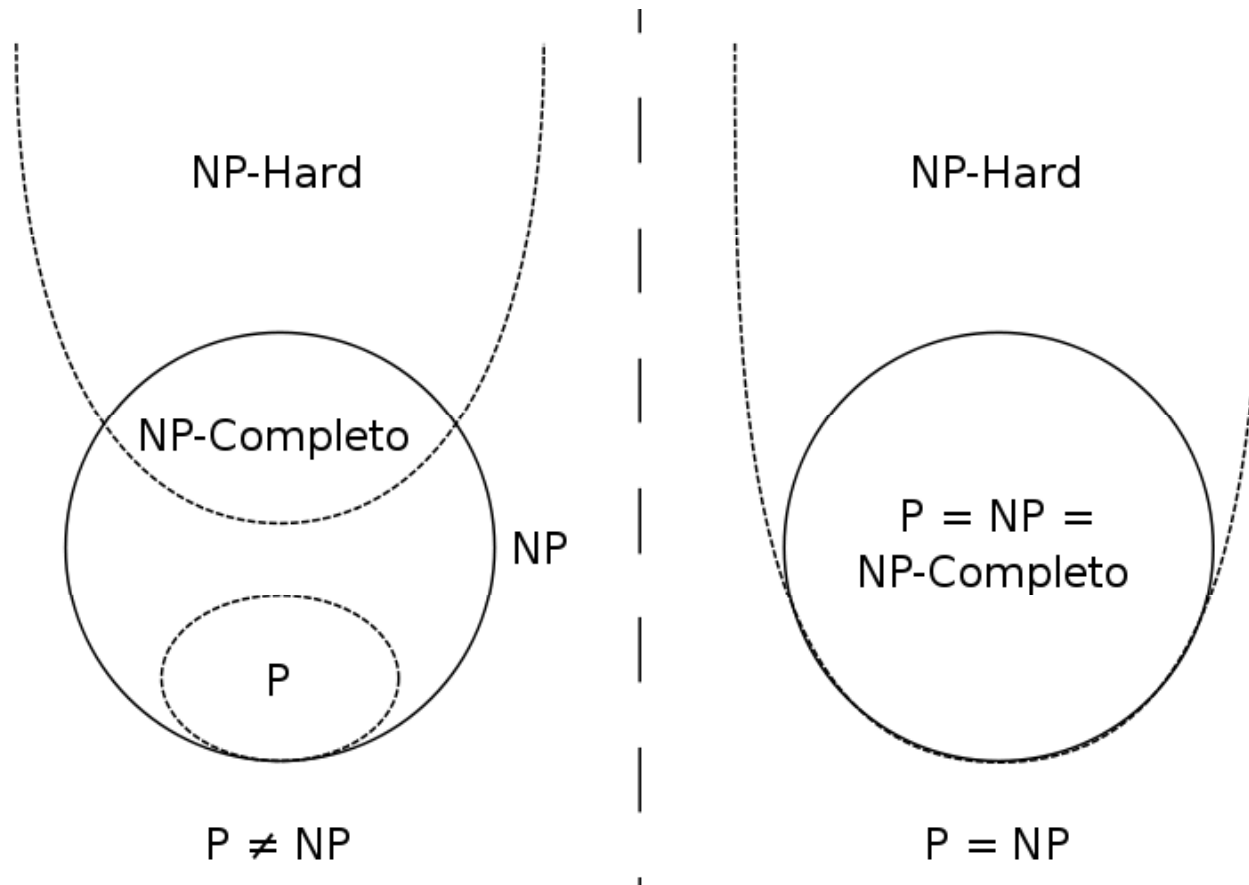 NP-Hard
NP-Completo
NP
P
P ≠ NP
NP-Hard
P = NP =
NP-Completo
P = NP